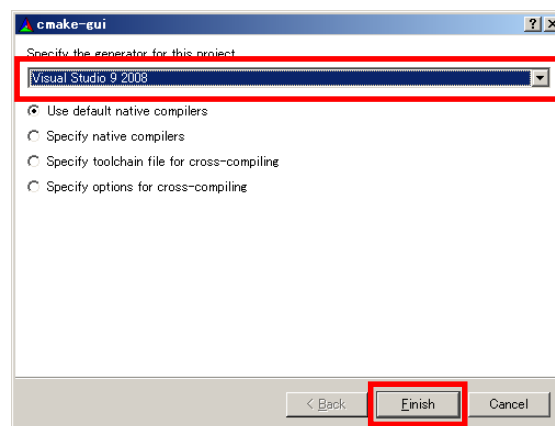 cmake-gui
Specify the generator for this project
Visual Studio 9 2008
Use default native compilers
Specify native compilers
Specify toolchain file for cross-compiling
Specify options for cross-compiling
< Back Finish Cancel